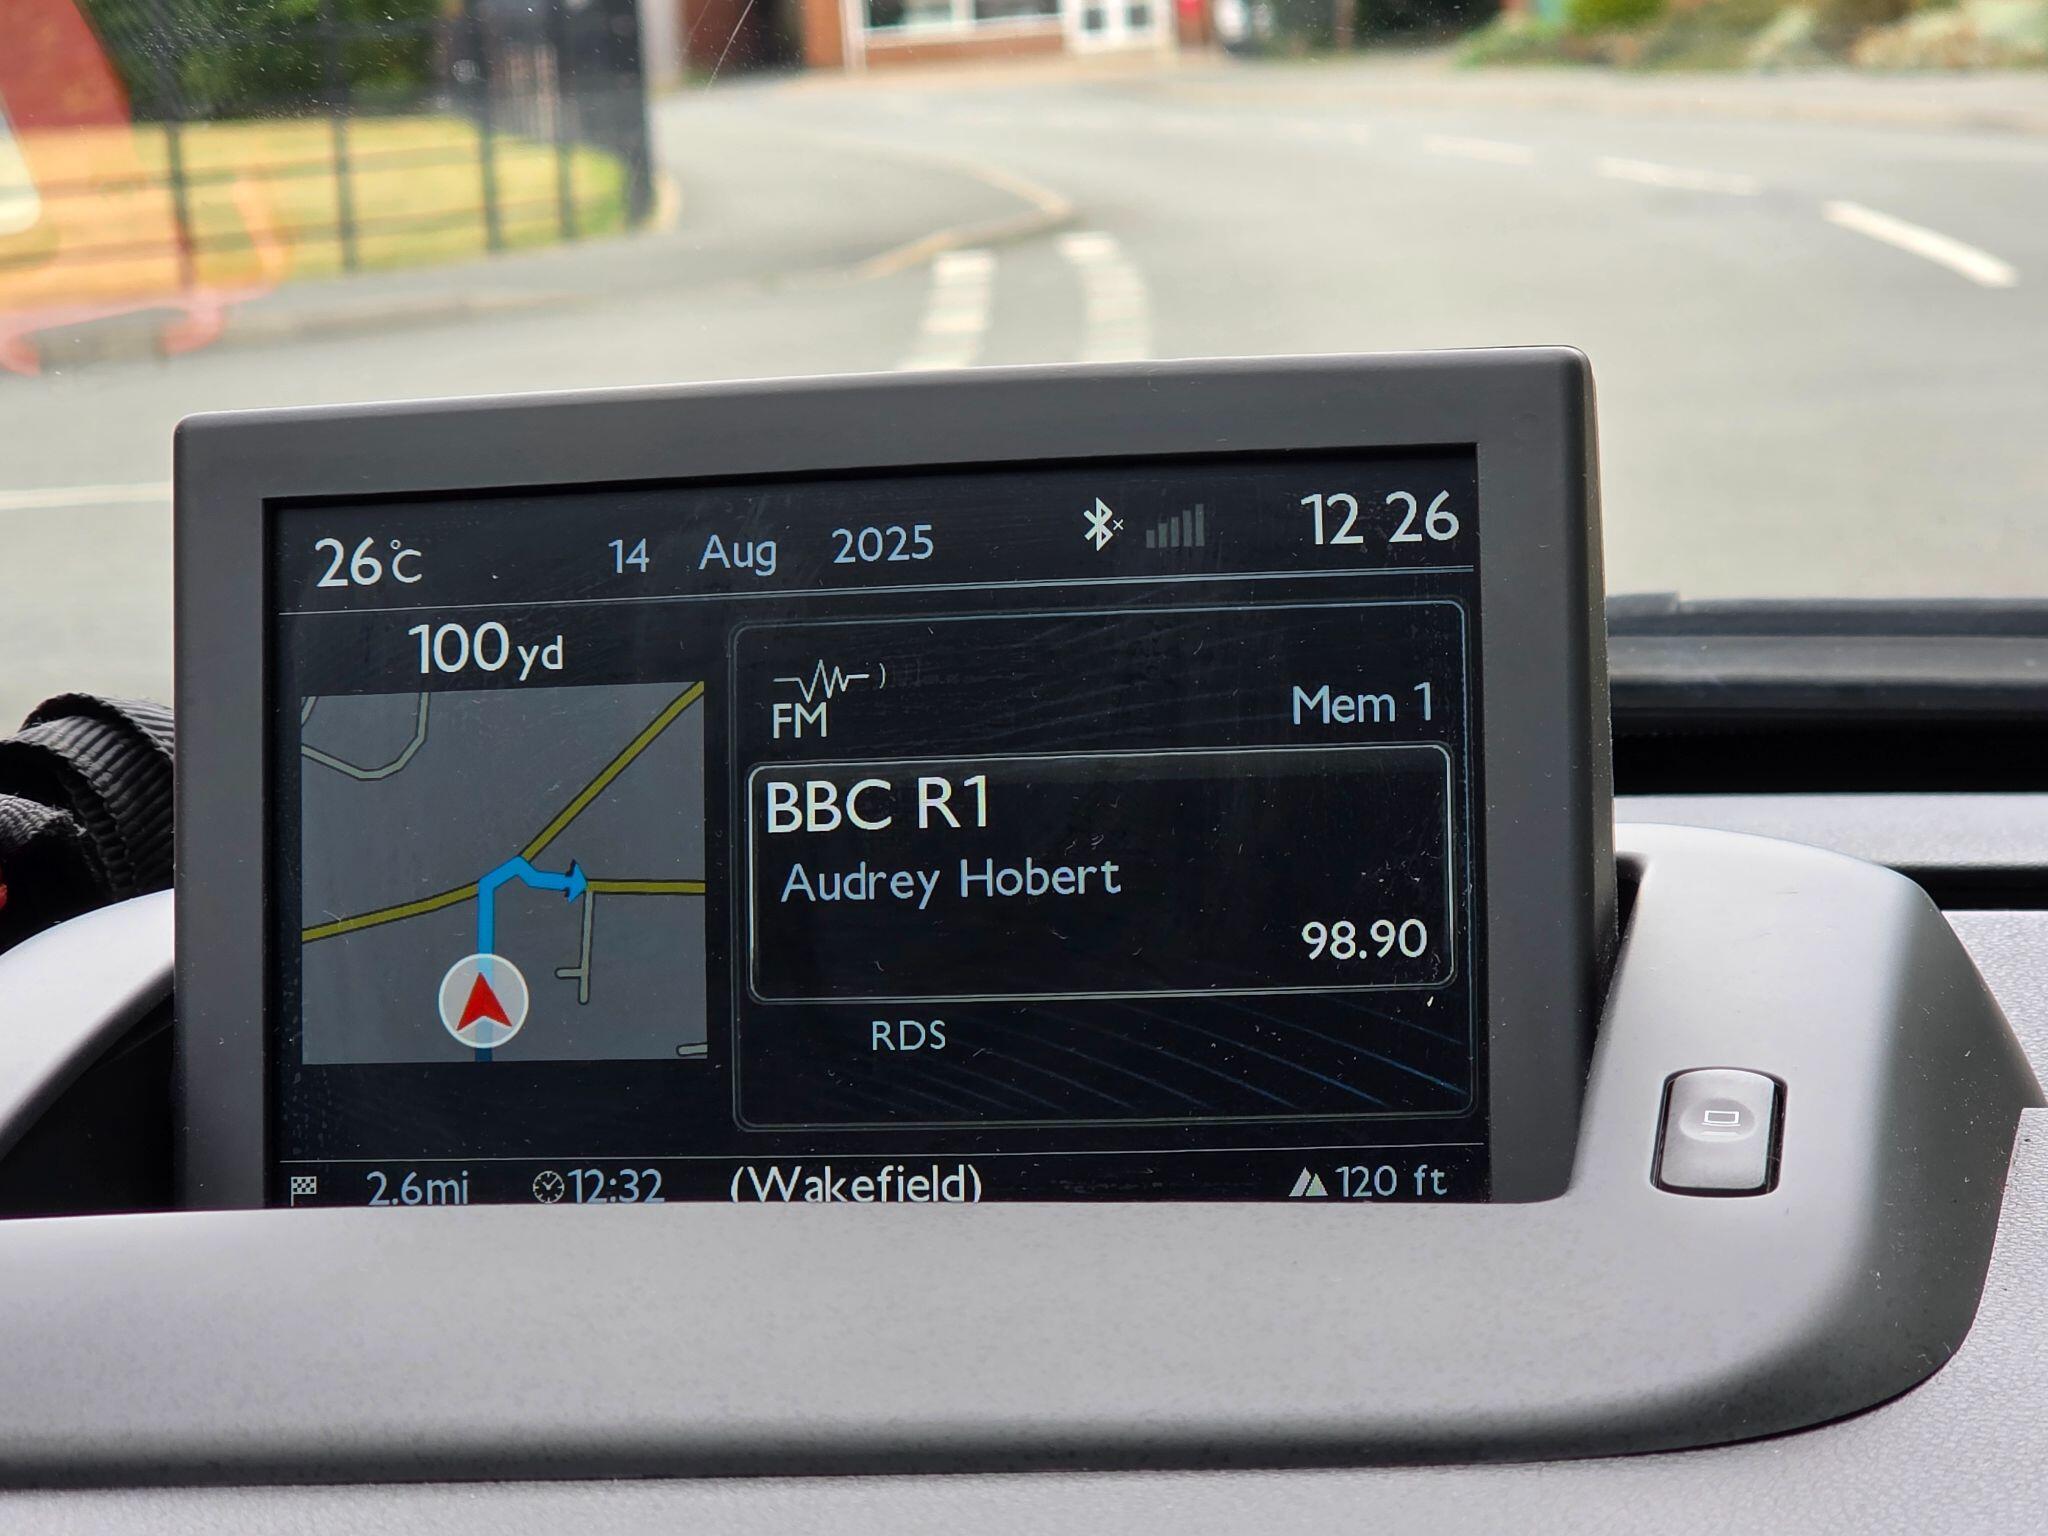 26°C 14 Aug 2025 12 26
100yd
FM Mem 1
BBC R1
Audrey Hobert
98.90
RDS
2.6mi 12:32 (Wakefield) 120 ft